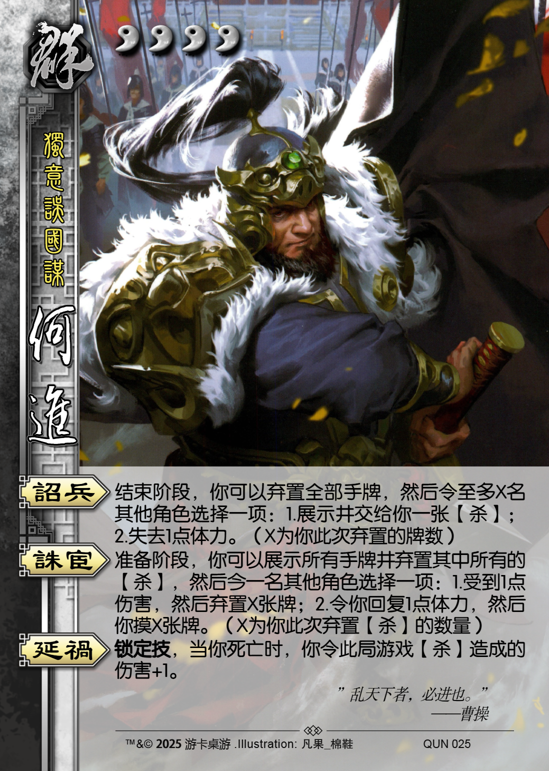 群
獨意誤國謀
何進
詔兵
结束阶段，你可以弃置全部手牌，然后令至多X名
其他角色选择一项：1.展示并交给你一张【杀】；
2.失去1点体力。（X为你此次弃置的牌数）
誅宦
准备阶段，你可以展示所有手牌并弃置其中所有的
【杀】，然后令一名其他角色选择一项：1.受到1点
伤害，然后弃置X张牌；2.令你回复1点体力，然后
你摸X张牌。（X为你此次弃置【杀】的数量）
延禍
锁定技，当你死亡时，你令此局游戏【杀】造成的
伤害+1。
”乱天下者，必进也。”
——曹操
™&© 2025 游卡桌游 .Illustration: 凡果_棉鞋
QUN 025